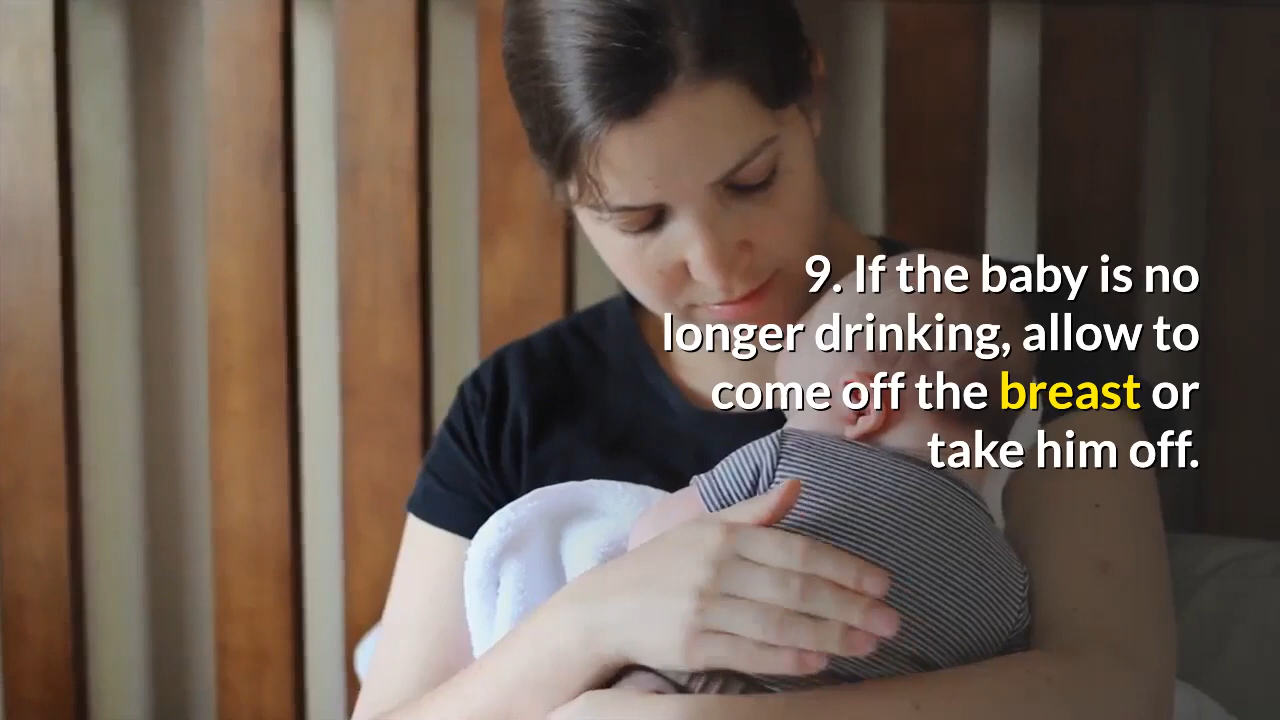 9. If the baby is no
longer drinking, allow to
come off the breast or
take him off.